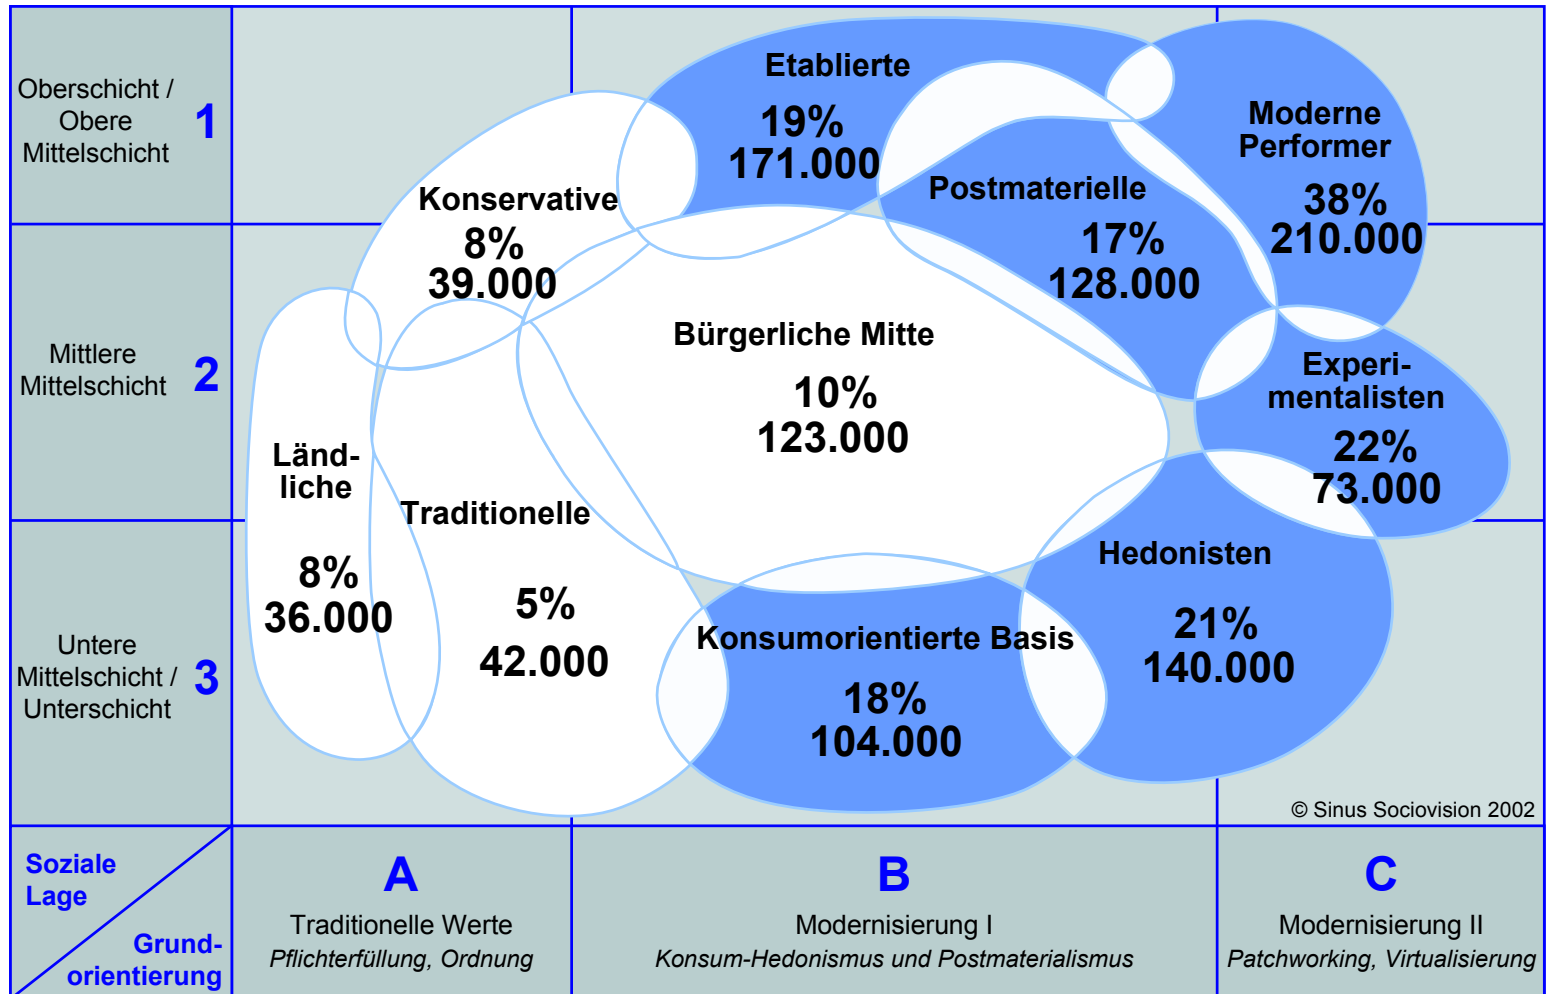 Oberschicht /
Obere
Mittelschicht
1
Etablierte
19%
171.000
Moderne
Performer
38%
210.000
Konservative
8%
39.000
Postmaterielle
17%
128.000
Mittlere
Mittelschicht
2
Bürgerliche Mitte
10%
123.000
Experi-
mentalisten
22%
73.000
Länd-
liche
8%
36.000
Traditionelle
5%
42.000
Hedonisten
21%
140.000
Untere
Mittelschicht /
Unterschicht
3
Konsumorientierte Basis
18%
104.000
© Sinus Sociovision 2002
Soziale
Lage
Grund-
orientierung
A
Traditionelle Werte
Pflichterfüllung, Ordnung
B
Modernisierung I
Konsum-Hedonismus und Postmaterialismus
C
Modernisierung II
Patchworking, Virtualisierung